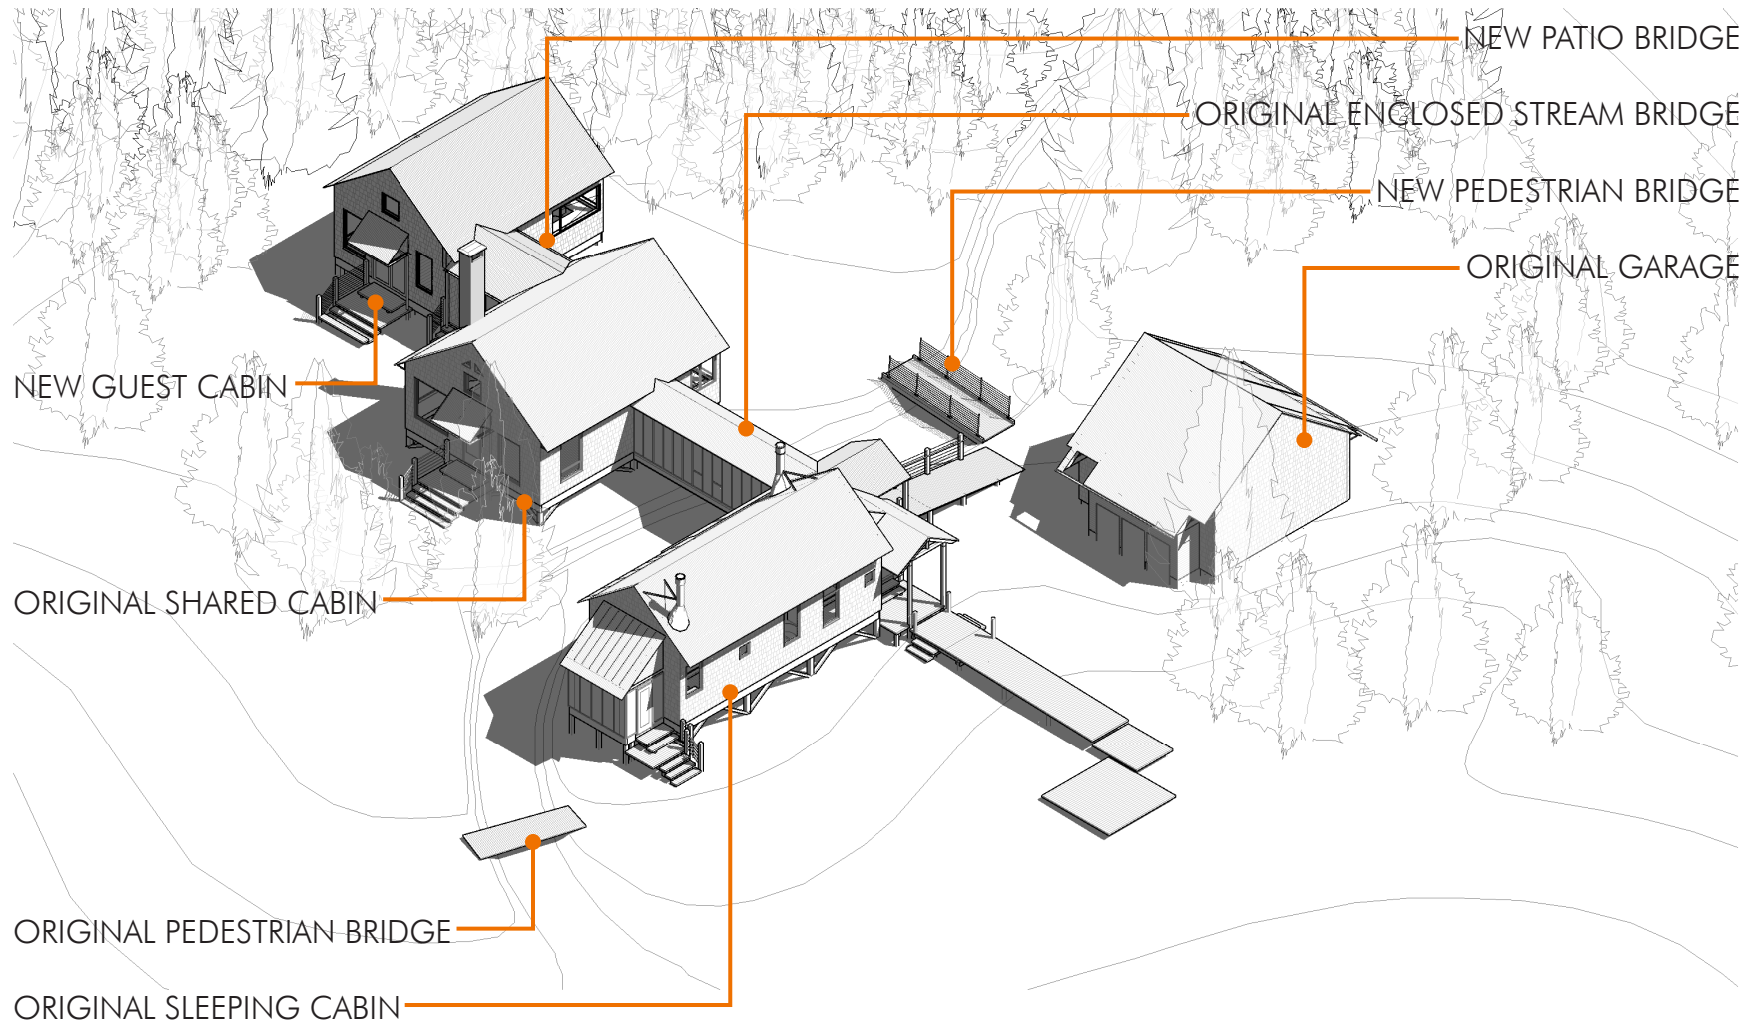 NEW PATIO BRIDGE
ORIGINAL ENCLOSED STREAM BRIDGE
NEW PEDESTRIAN BRIDGE
ORIGINAL GARAGE
NEW GUEST CABIN
ORIGINAL SHARED CABIN
ORIGINAL PEDESTRIAN BRIDGE
ORIGINAL SLEEPING CABIN